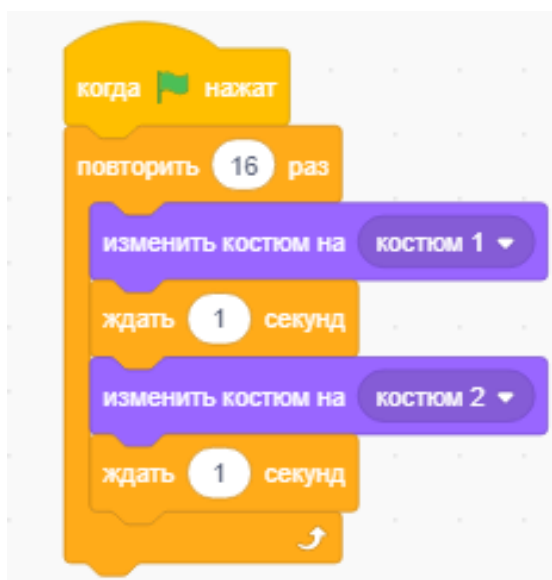 когда нажат
повторить 16 раз
изменить костюм на костюм 1
ждать 1 секунд
изменить костюм на костюм 2
ждать 1 секунд